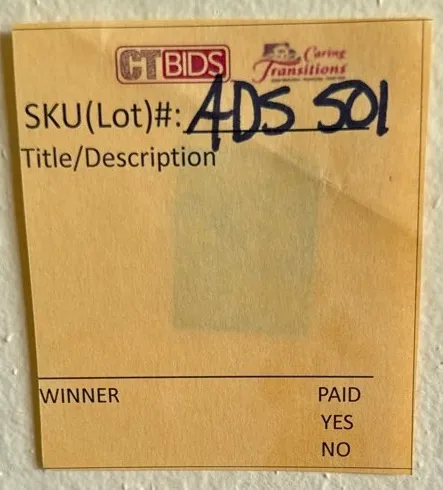 CTBIDS Caring Transitions
SKU(Lot)#: ADS 501
Title/Description
WINNER PAID
YES
NO